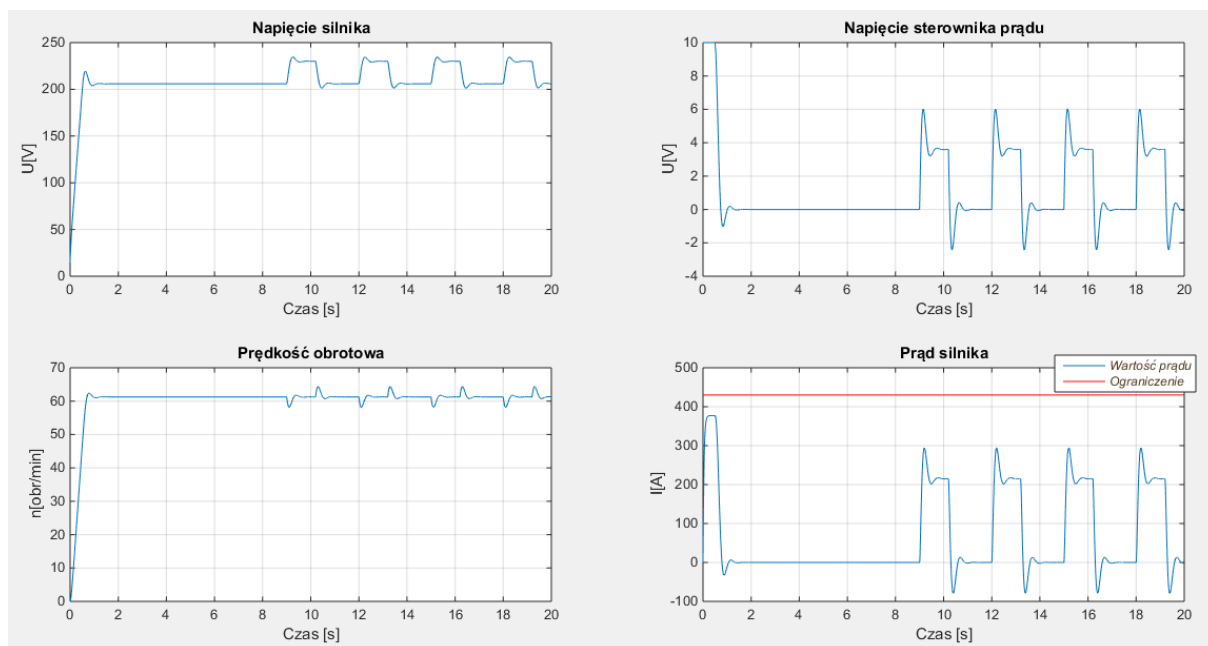 Napięcie silnika
250
200
150
100
50
0
U[V]
0 2 4 6 8 10 12 14 16 18 20
Czas [s]
Napięcie sterownika prądu
10
8
6
4
2
0
-2
-4
U[V]
0 2 4 6 8 10 12 14 16 18 20
Czas [s]
Prędkość obrotowa
70
60
50
40
30
20
10
0
n[obr/min]
0 2 4 6 8 10 12 14 16 18 20
Czas [s]
Prąd silnika
Wartość prądu
Ograniczenie
500
400
300
200
100
0
-100
I[A]
0 2 4 6 8 10 12 14 16 18 20
Czas [s]